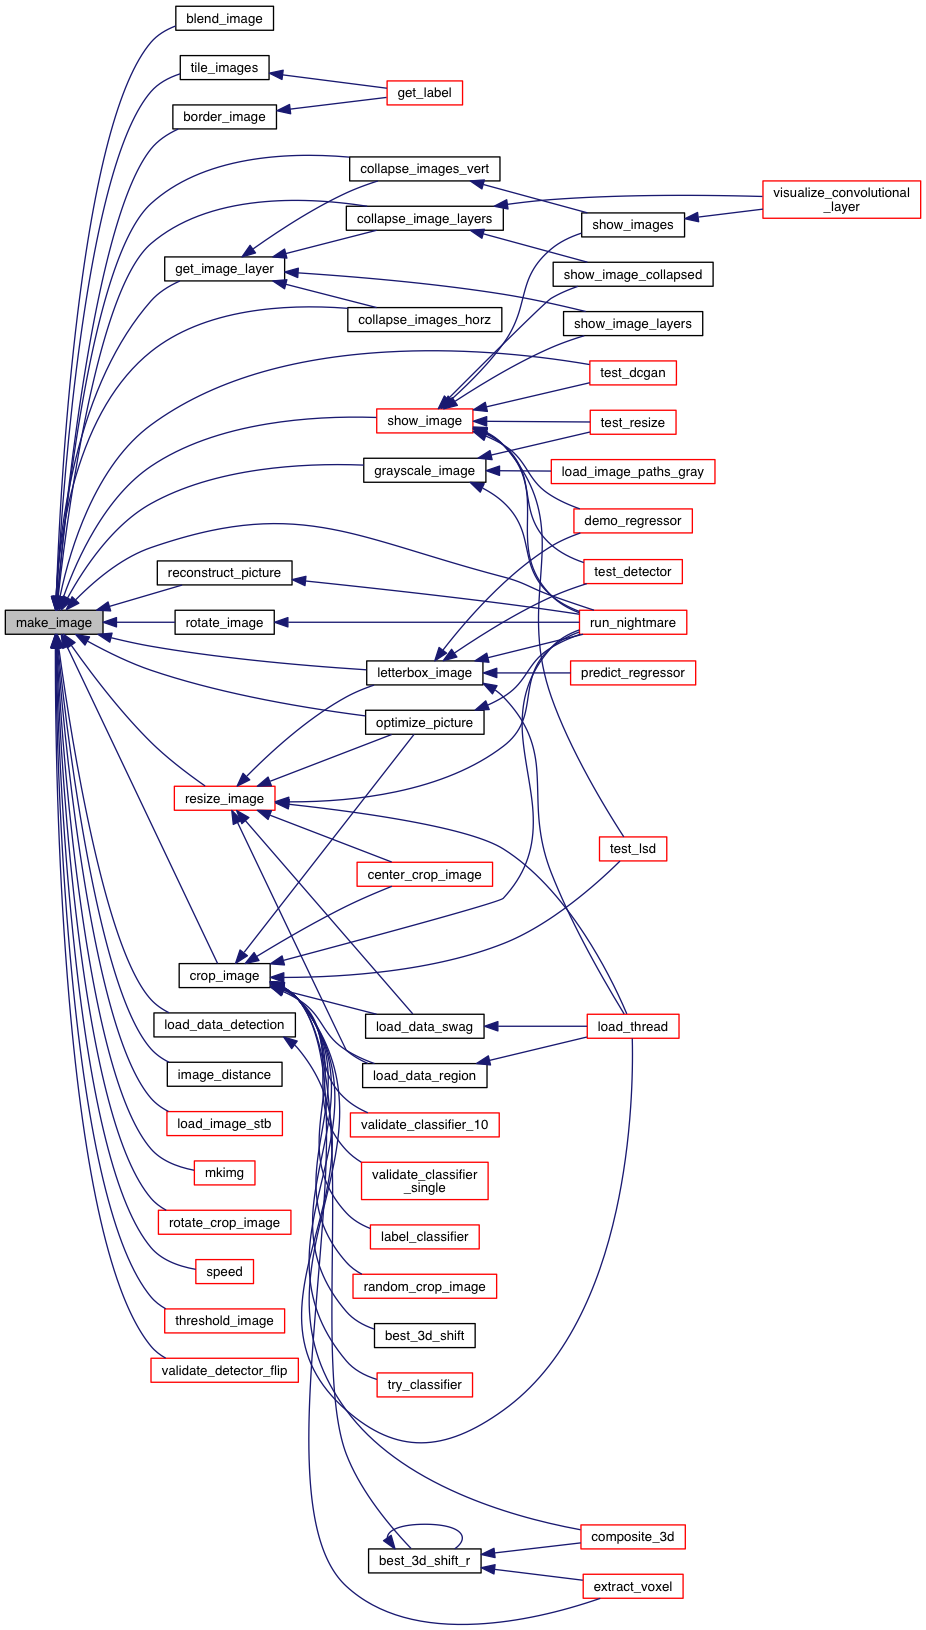 blend_image
tile_images
get_label
border_image
collapse_images_vert
visualize_convolutional
_layer
collapse_image_layers
show_images
get_image_layer
show_image_collapsed
collapse_images_horz
show_image_layers
test_dcgan
show_image
test_resize
grayscale_image
load_image_paths_gray
demo_regressor
reconstruct_picture
test_detector
make_image
rotate_image
run_nightmare
letterbox_image
predict_regressor
optimize_picture
resize_image
test_lsd
center_crop_image
crop_image
load_data_detection
load_data_swag
load_thread
image_distance
load_data_region
load_image_stb
validate_classifier_10
mkimg
validate_classifier
_single
rotate_crop_image
label_classifier
speed
random_crop_image
threshold_image
best_3d_shift
validate_detector_flip
try_classifier
composite_3d
best_3d_shift_r
extract_voxel